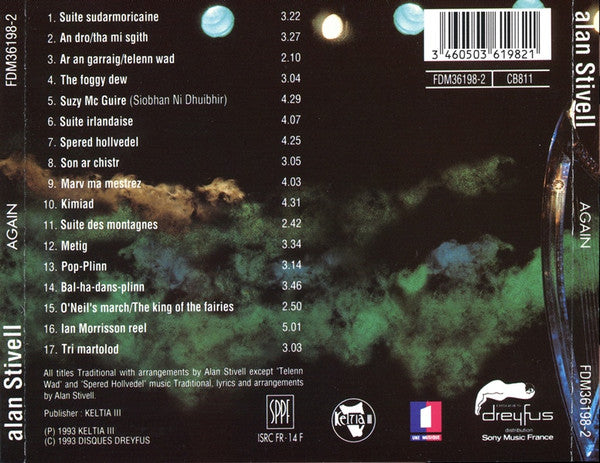 FDM36198-2
AGAIN
alan Stivell
1. Suite sudarmoricaine 3.22
2. An dro/tha mi sgith 3.27
3. Ar an garraig/telenn wad 2.10
4. The foggy dew 3.04
5. Suzy Mc Guire (Siobhan Ni Dhuibhir) 4.29
6. Suite irlandaise 4.07
7. Spered hollvedel 4.25
8. Son ar chistr 3.05
9. Marv ma mestrez 4.03
10. Kimiad 4.31
11. Suite des montagnes 2.42
12. Metig 3.34
13. Pop-Plinn 3.14
14. Bal-ha-dans-plinn 3.46
15. O'Neil's march/The king of the fairies 2.50
16. Ian Morrisson reel 5.01
17. Tri martolod 3.03
All titles Traditional with arrangements by Alan Stivell except 'Telenn
Wad' and 'Spered Hollvedel' music Traditional, lyrics and arrangements
by Alan Stivell.
Publisher : KELTIA III
(P) 1993 KELTIA III
(C) 1993 DISQUES DREYFUS
SPPF
ISRC FR-14 F
KELTIA III
1
UNE MUSIQUE
dreyfus
distribution
Sony Music France
3 460503 619821
FDM36198-2 CB811
alan Stivell
AGAIN
FDM36198-2